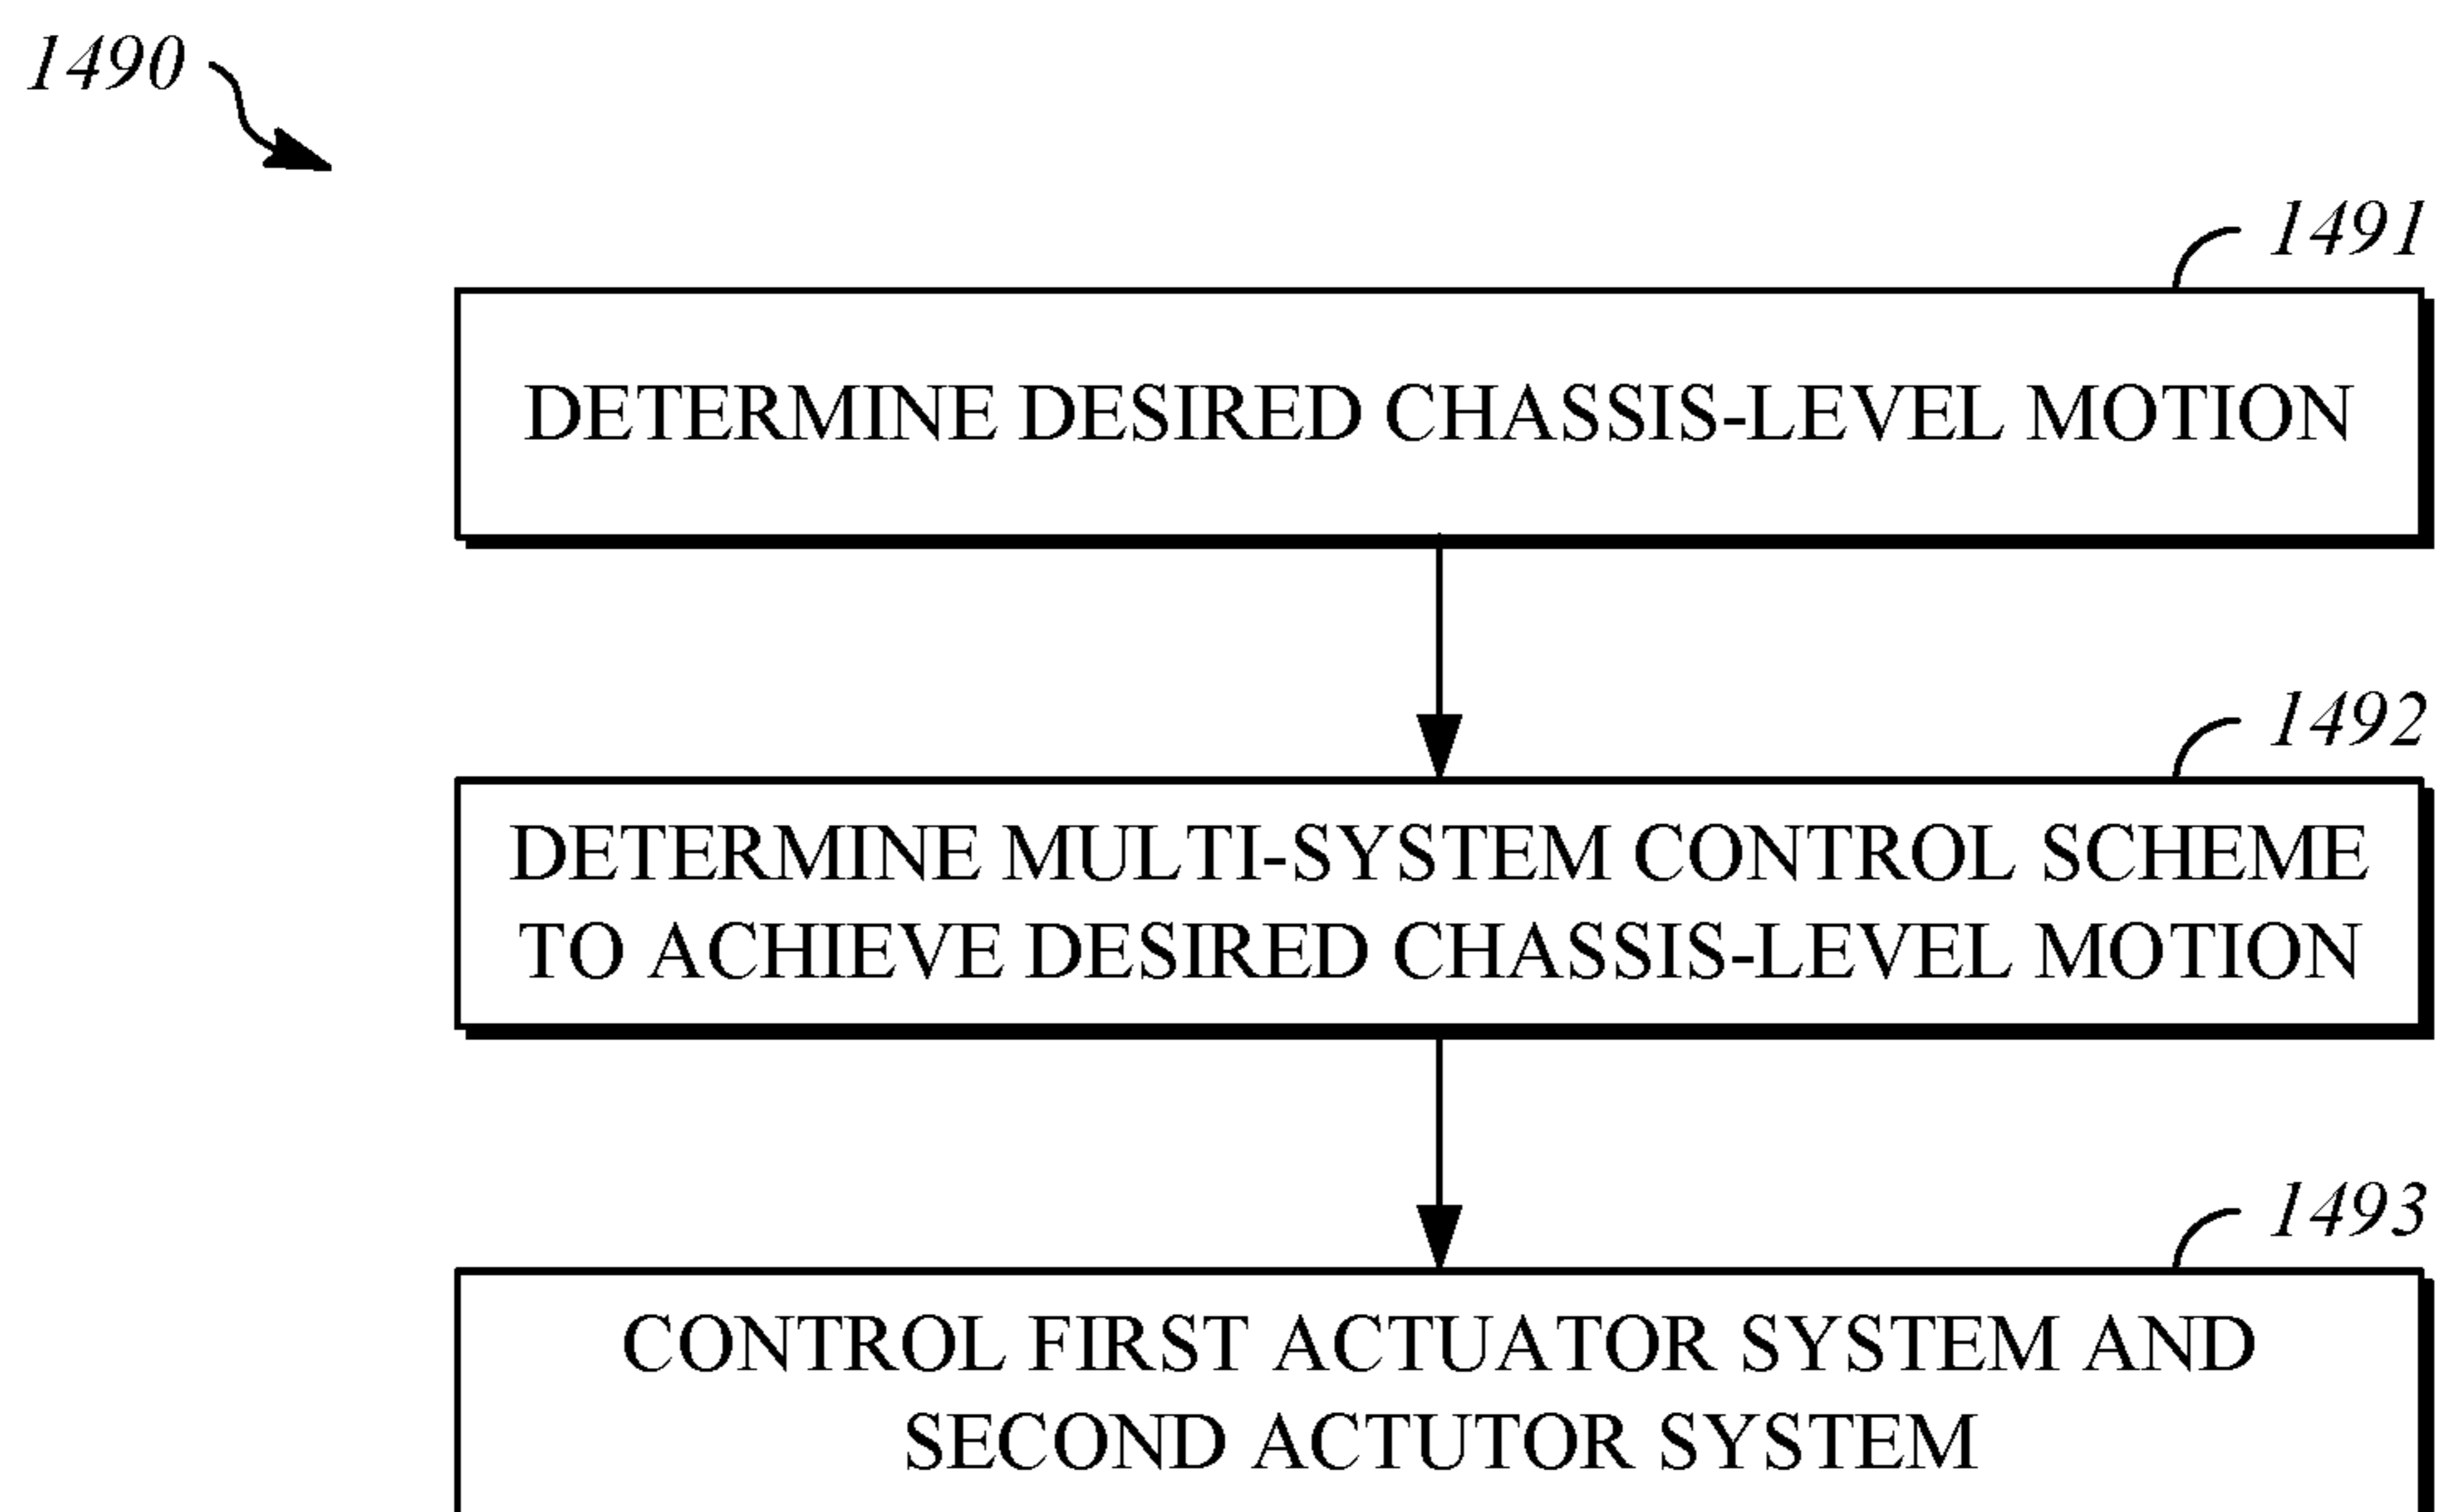 1490
1491
DETERMINE DESIRED CHASSIS-LEVEL MOTION
1492
DETERMINE MULTI-SYSTEM CONTROL SCHEME
TO ACHIEVE DESIRED CHASSIS-LEVEL MOTION
1493
CONTROL FIRST ACTUATOR SYSTEM AND
SECOND ACTUTOR SYSTEM